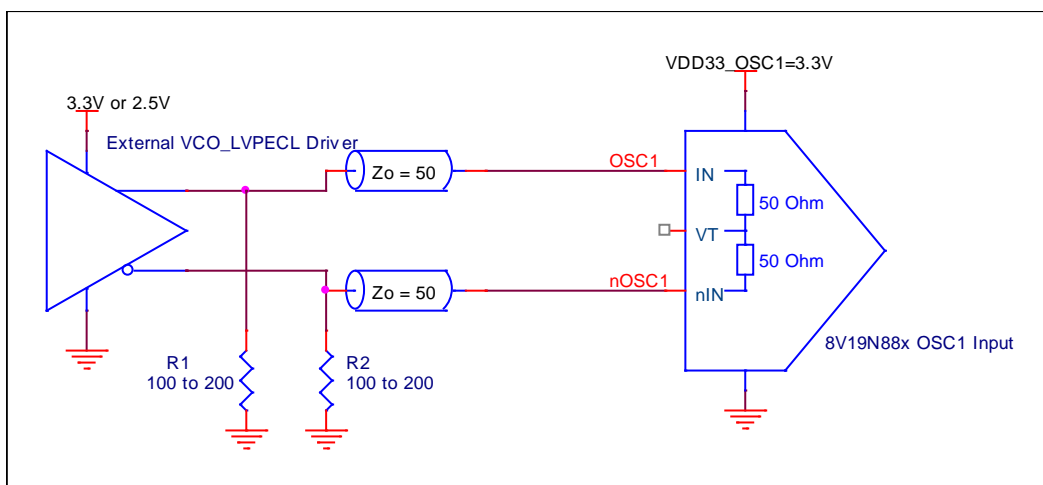 VDD33_OSC1=3.3V
3.3V or 2.5V
External VCO_LVPECL Driver
Zo = 50
OSC1
IN
50 Ohm
VT
50 Ohm
Zo = 50
nOSC1
nIN
8V19N88x OSC1 Input
R1
100 to 200
R2
100 to 200